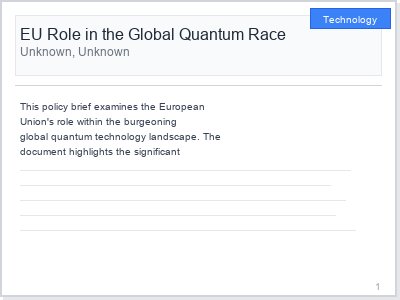 Technology
EU Role in the Global Quantum Race
Unknown, Unknown
This policy brief examines the European
Union's role within the burgeoning
global quantum technology landscape. The
document highlights the significant
1